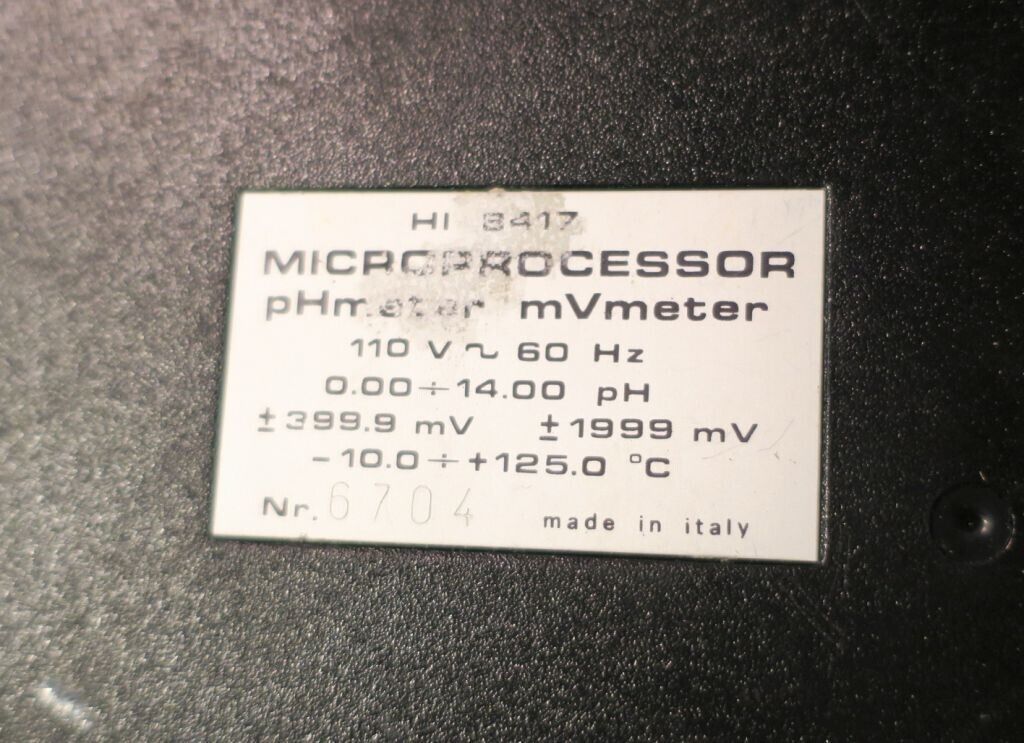 HI 8417
MICROPROCESSOR
pHmeter mVmeter
110 V ~ 60 Hz
0.00÷14.00 pH
±399.9 mV ±1999 mV
-10.0÷+125.0 °C
Nr. 6704 made in italy